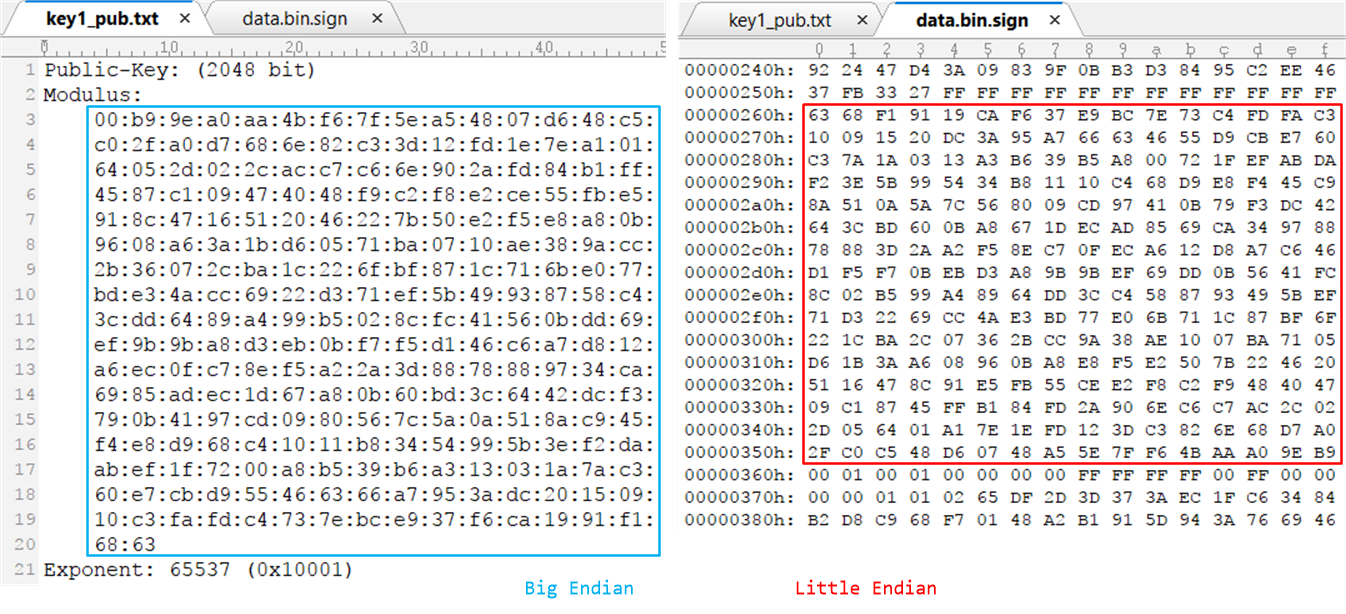 key1_pub.txt × data.bin.sign ×
0 10 20 30 40 5
1 Public-Key: (2048 bit)
2 Modulus:
3 00:b9:9e:a0:aa:4b:f6:7f:5e:a5:48:07:d6:48:c5:
4 c0:2f:a0:d7:68:6e:82:c3:3d:12:fd:1e:7e:a1:01:
5 64:05:2d:02:2c:ac:c7:c6:6e:90:2a:fd:84:b1:ff:
6 45:87:c1:09:47:40:48:f9:c2:f8:e2:ce:55:fb:e5:
7 91:8c:47:16:51:20:46:22:7b:50:e2:f5:e8:a8:0b:
8 96:08:a6:3a:1b:d6:05:71:ba:07:10:ae:38:9a:cc:
9 2b:36:07:2c:ba:1c:22:6f:bf:87:1c:71:6b:e0:77:
10 bd:e3:4a:cc:69:22:d3:71:ef:5b:49:93:87:58:c4:
11 3c:dd:64:89:a4:99:b5:02:8c:fc:41:56:0b:dd:69:
12 ef:9b:9b:a8:d3:eb:0b:f7:f5:d1:46:c6:a7:d8:12:
13 a6:ec:0f:c7:8e:f5:a2:2a:3d:88:78:88:97:34:ca:
14 69:85:ad:ec:1d:67:a8:0b:60:bd:3c:64:42:dc:f3:
15 79:0b:41:97:cd:09:80:56:7c:5a:0a:51:8a:c9:45:
16 f4:e8:d9:68:c4:10:11:b8:34:54:99:5b:3e:f2:da:
17 ab:ef:1f:72:00:a8:b5:39:b6:a3:13:03:1a:7a:c3:
18 60:e7:cb:d9:55:46:63:66:a7:95:3a:dc:20:15:09:
19 10:c3:fa:fd:c4:73:7e:bc:e9:37:f6:ca:19:91:f1:
20 68:63
21 Exponent: 65537 (0x10001)
Big Endian
key1_pub.txt × data.bin.sign ×
0 1 2 3 4 5 6 7 8 9 a b c d e f
00000240h: 92 24 47 D4 3A 09 83 9F 0B B3 D3 84 95 C2 EE 46
00000250h: 37 FB 33 27 FF FF FF FF FF FF FF FF FF FF FF FF
00000260h: 63 68 F1 91 19 CA F6 37 E9 BC 7E 73 C4 FD FA C3
00000270h: 10 09 15 20 DC 3A 95 A7 66 63 46 55 D9 CB E7 60
00000280h: C3 7A 1A 03 13 A3 B6 39 B5 A8 00 72 1F EF AB DA
00000290h: F2 3E 5B 99 54 34 B8 11 10 C4 68 D9 E8 F4 45 C9
000002a0h: 8A 51 0A 5A 7C 56 80 09 CD 97 41 0B 79 F3 DC 42
000002b0h: 64 3C BD 60 0B A8 67 1D EC AD 85 69 CA 34 97 88
000002c0h: 78 88 3D 2A A2 F5 8E C7 0F EC A6 12 D8 A7 C6 46
000002d0h: D1 F5 F7 0B EB D3 A8 9B 9B EF 69 DD 0B 56 41 FC
000002e0h: 8C 02 B5 99 A4 89 64 DD 3C C4 58 87 93 49 5B EF
000002f0h: 71 D3 22 69 CC 4A E3 BD 77 E0 6B 71 1C 87 BF 6F
00000300h: 22 1C BA 2C 07 36 2B CC 9A 38 AE 10 07 BA 71 05
00000310h: D6 1B 3A A6 08 96 0B A8 E8 F5 E2 50 7B 22 46 20
00000320h: 51 16 47 8C 91 E5 FB 55 CE E2 F8 C2 F9 48 40 47
00000330h: 09 C1 87 45 FF B1 84 FD 2A 90 6E C6 C7 AC 2C 02
00000340h: 2D 05 64 01 A1 7E 1E FD 12 3D C3 82 6E 68 D7 A0
00000350h: 2F C0 C5 48 D6 07 48 A5 5E 7F F6 4B AA A0 9E B9
00000360h: 00 01 00 01 00 00 00 00 FF FF FF FF 00 FF 00 00
00000370h: 00 00 01 01 02 65 DF 2D 3D 37 3A EC 1F C6 34 84
00000380h: B2 D8 C9 68 F7 01 48 A2 B1 91 5D 94 3A 76 69 46
Little Endian